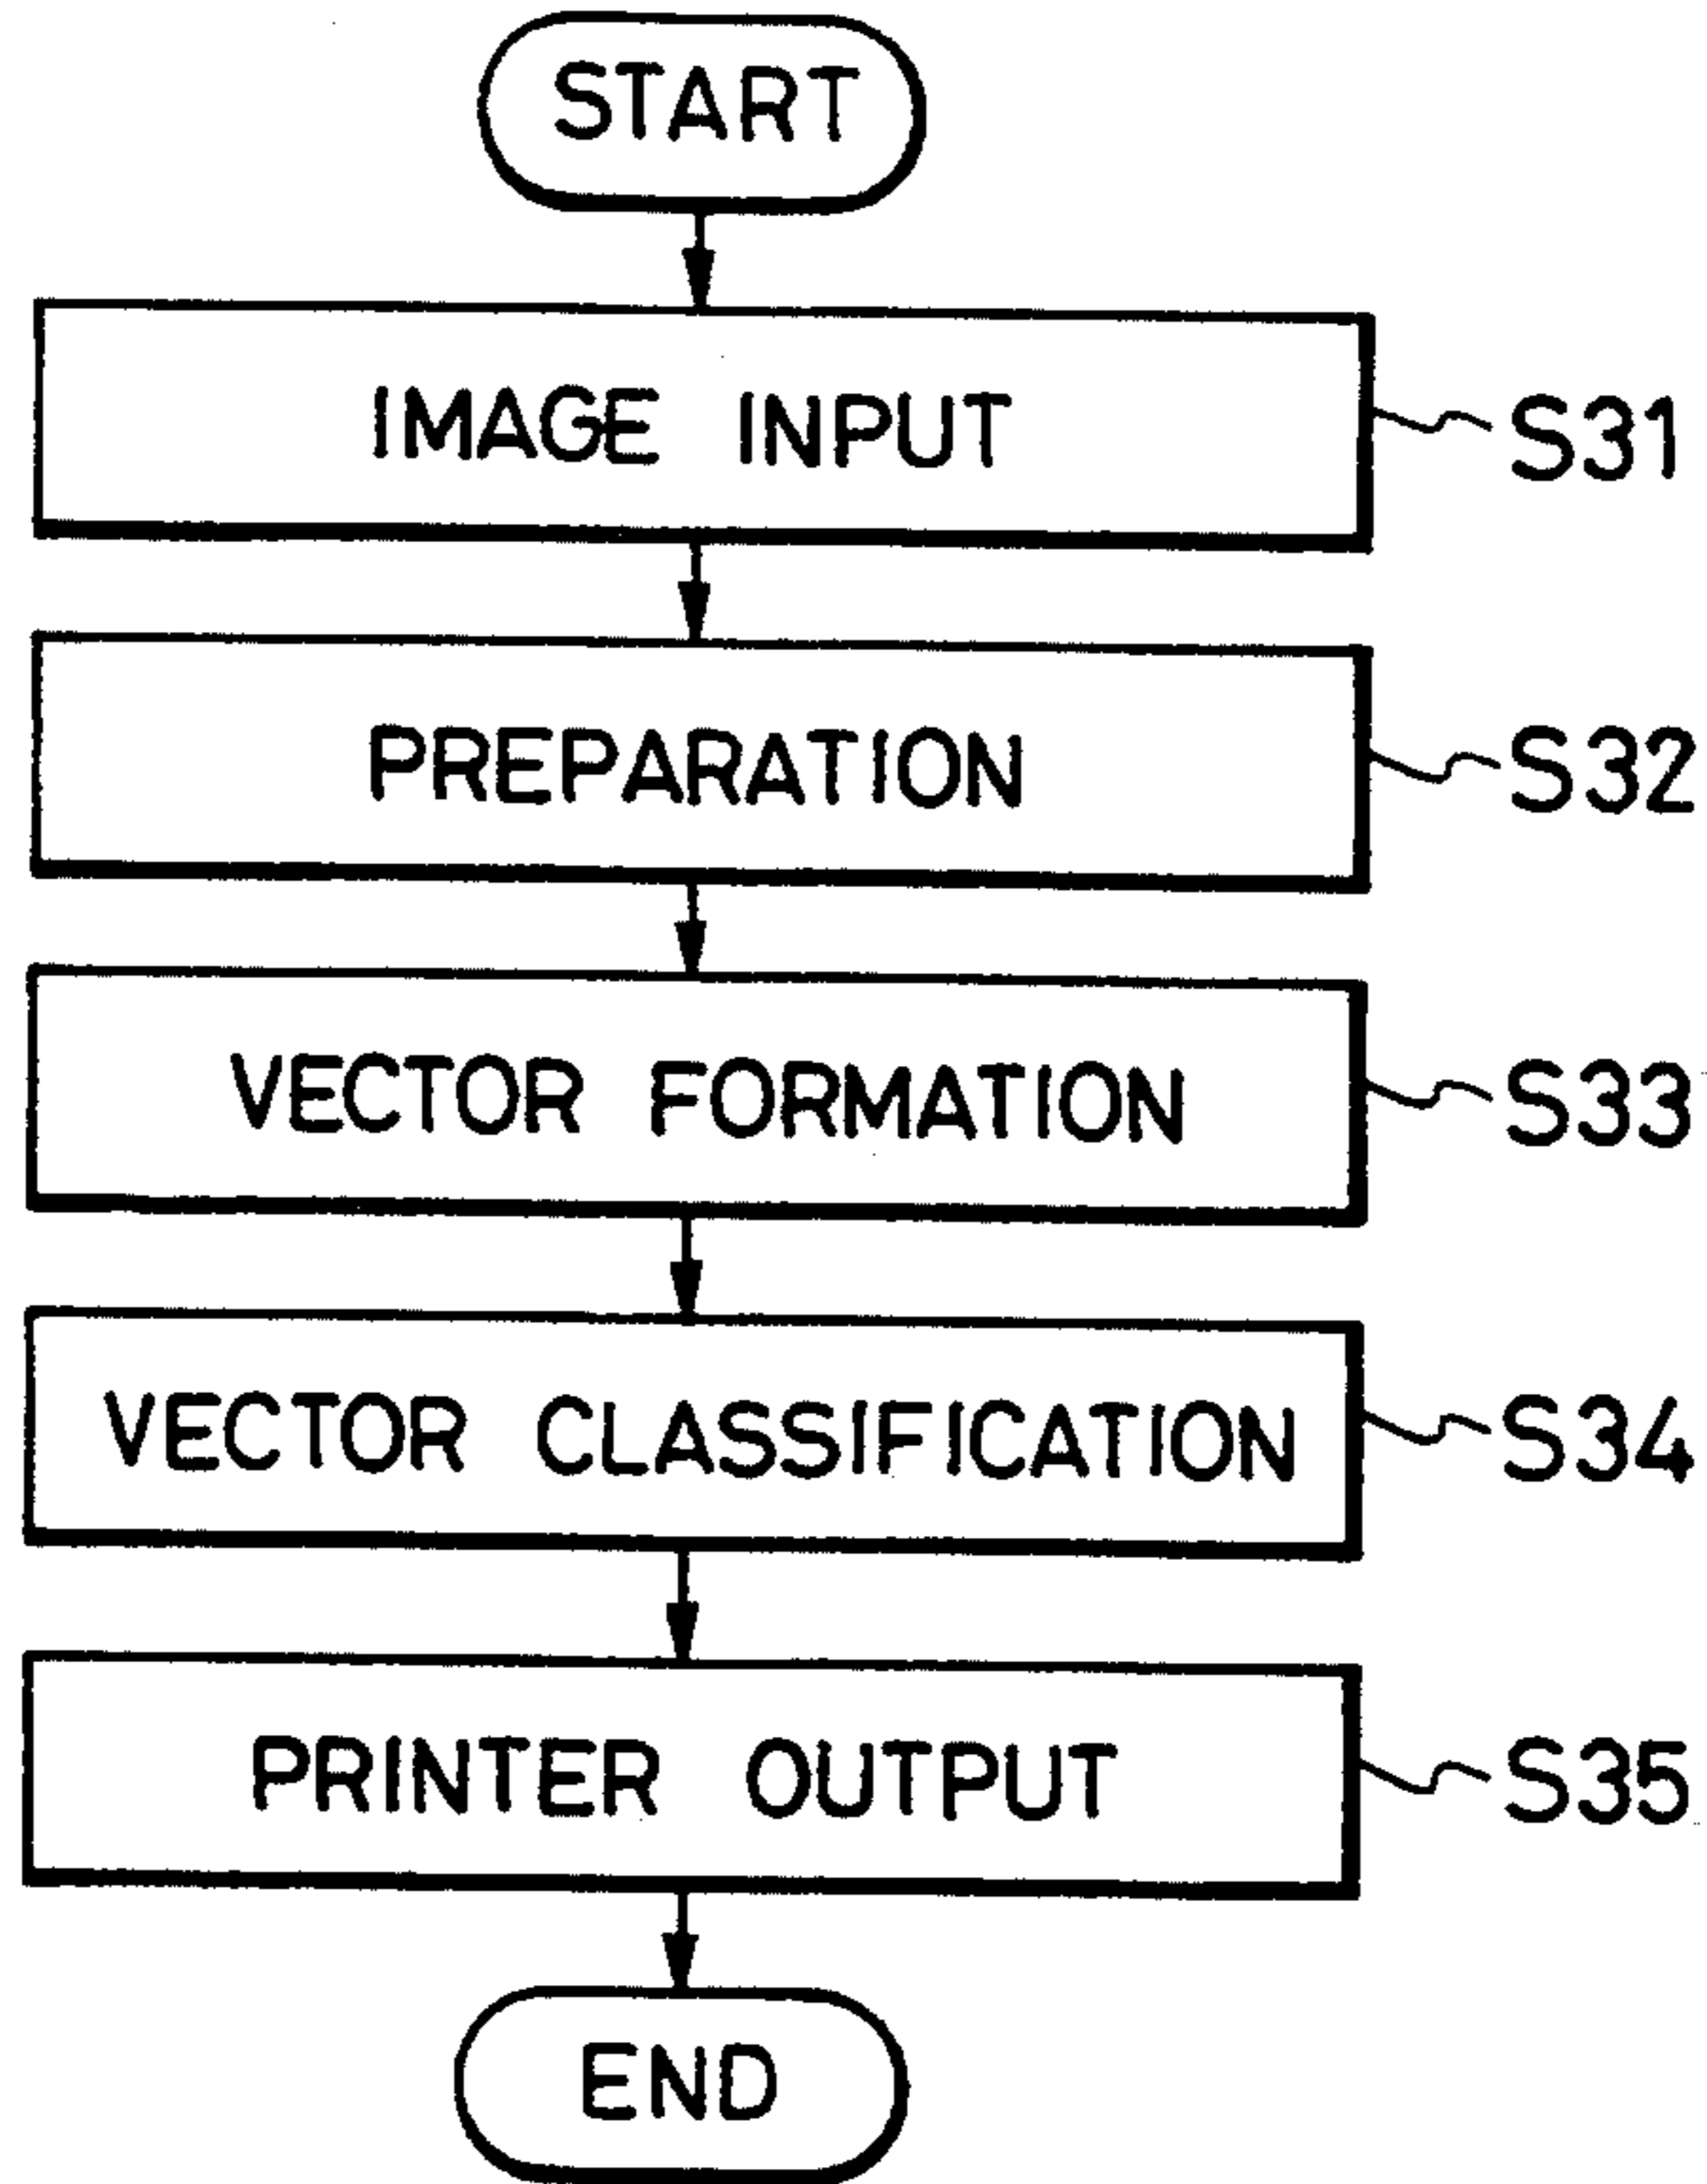 START
IMAGE INPUT S31
PREPARATION S32
VECTOR FORMATION S33
VECTOR CLASSIFICATION S34
PRINTER OUTPUT S35
END